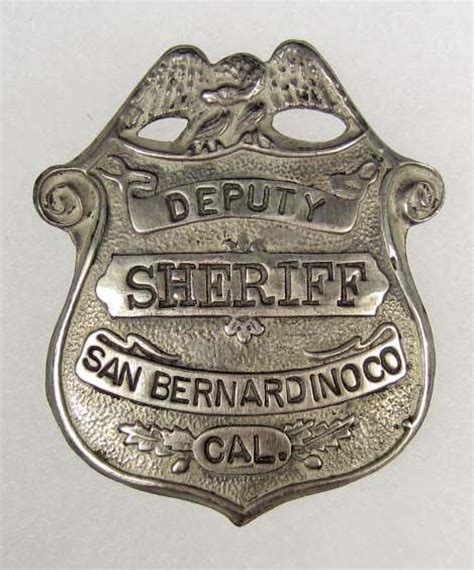 DEPUTY
SHERIFF
SAN BERNARDINO CO.
CAL.